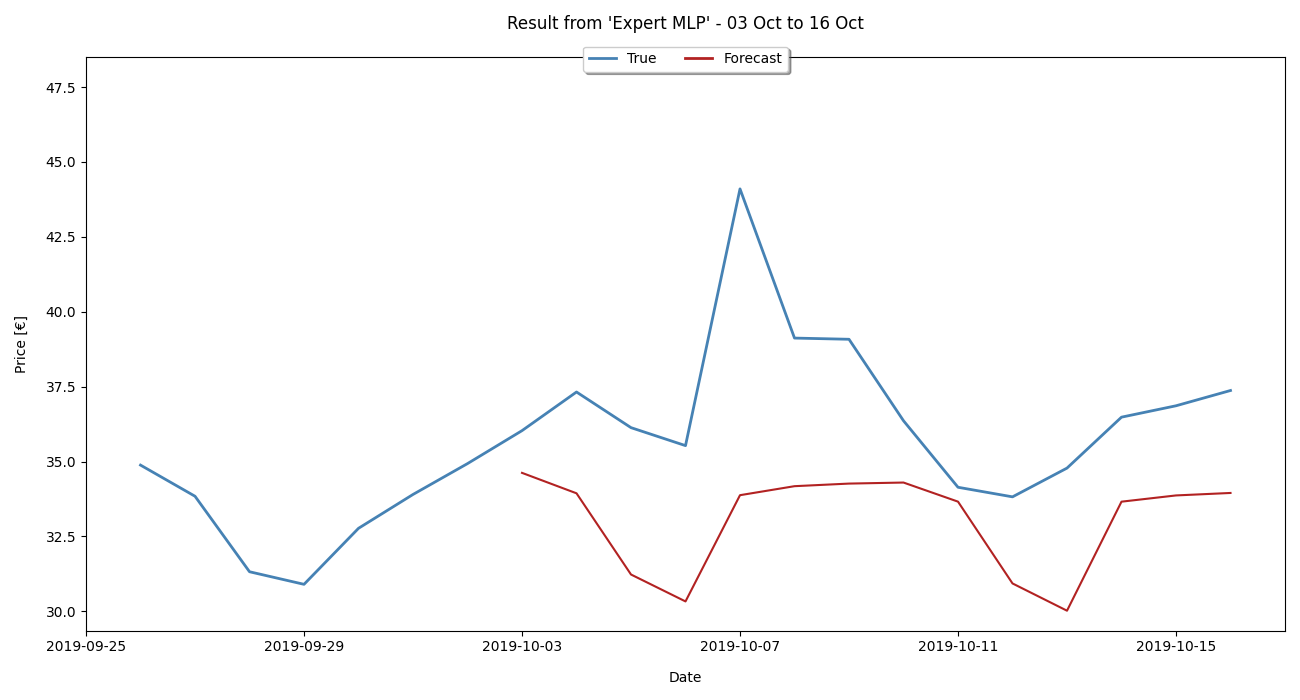 Result from 'Expert MLP' - 03 Oct to 16 Oct
True Forecast
47.5
45.0
42.5
40.0
37.5
35.0
32.5
30.0
Price [€]
2019-09-25 2019-09-29 2019-10-03 2019-10-07 2019-10-11 2019-10-15
Date